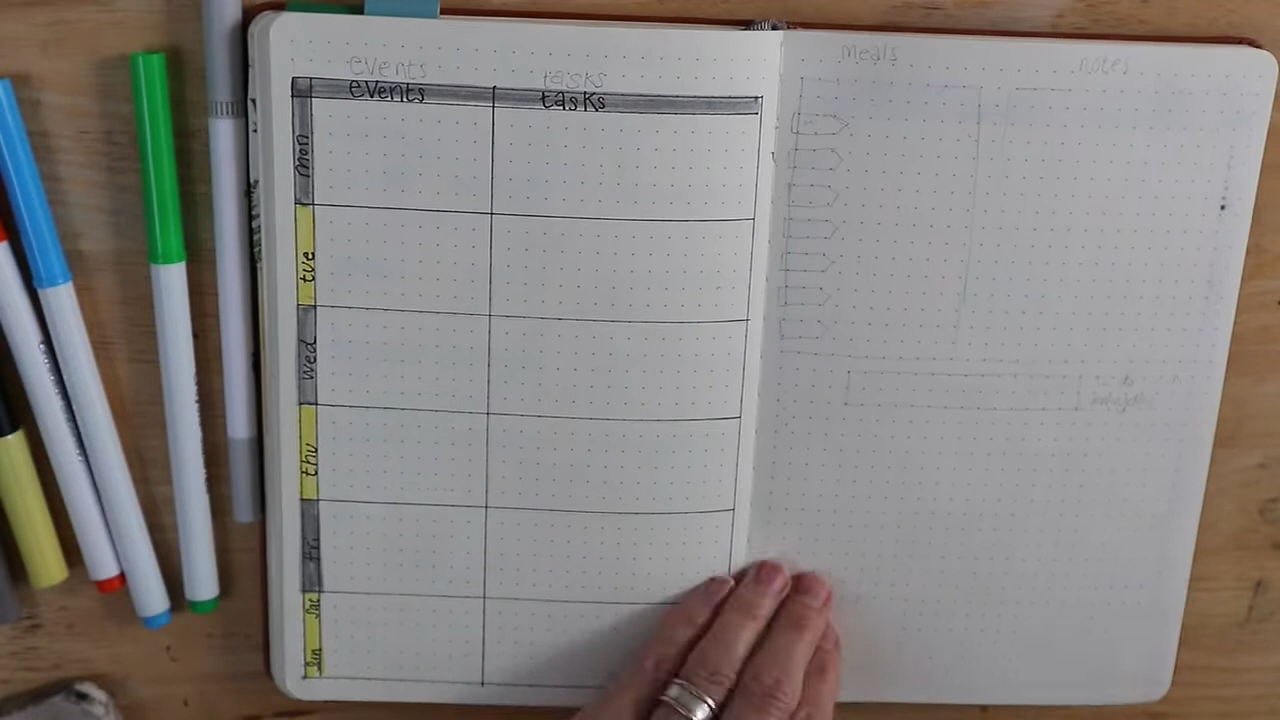 events tasks
events tasks
mon
tue
wed
thu
fri
sat
sun
meals notes